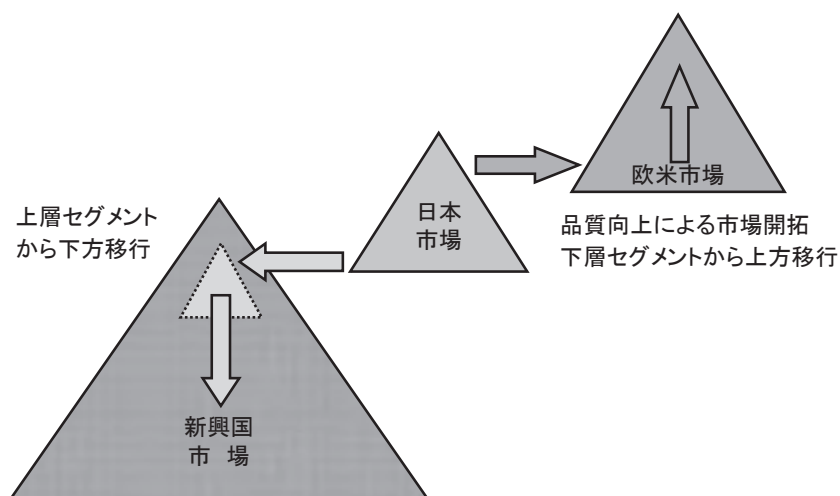 欧米市場
日本
市場
品質向上による市場開拓
下層セグメントから上方移行
上層セグメント
から下方移行
新興国
市　場